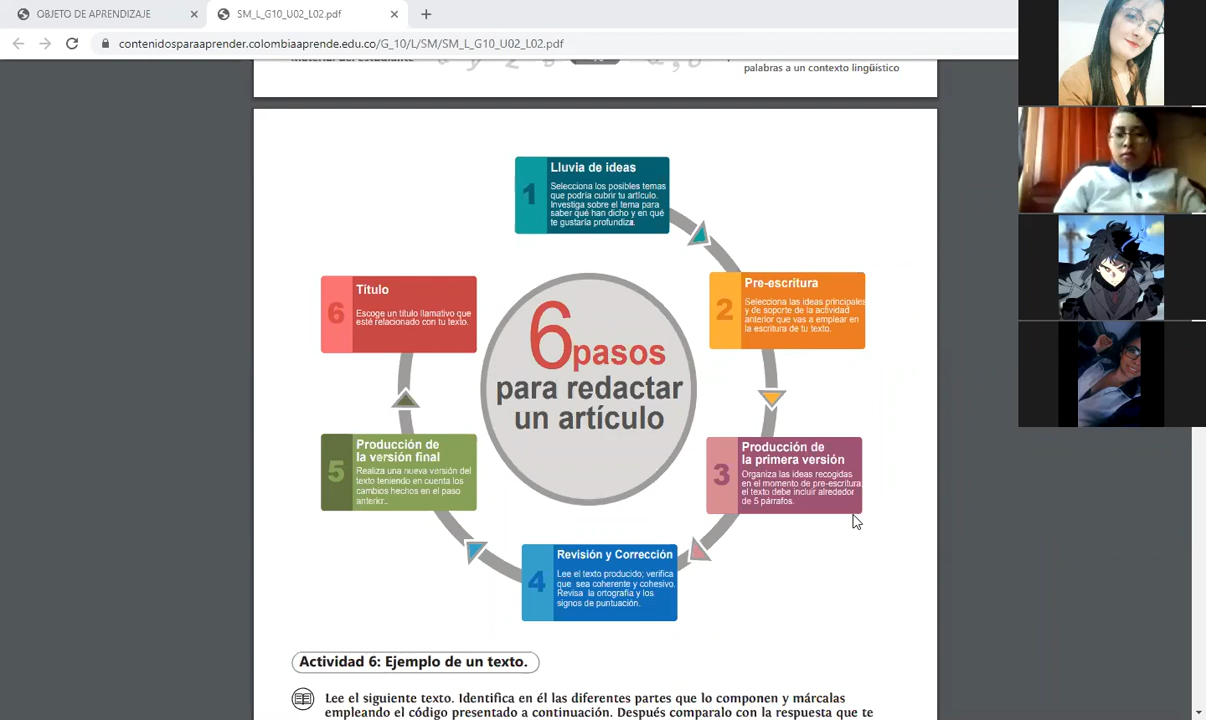 OBJETO DE APRENDIZAJE
SM_L_G10_U02_L02.pdf
contenidosparaaprender.colombiaaprende.edu.co/G_10/L/SM/SM_L_G10_U02_L02.pdf
palabras a un contexto lingüístico
1
Lluvia de ideas
Selecciona los posibles temas
que podría cubrir tu artículo.
Investiga sobre el tema para
saber qué han dicho y en qué
te gustaría profundizar.
2
Pre-escritura
Selecciona las ideas principales
y de soporte de la actividad
anterior que vas a emplear en
la escritura de tu texto.
3
Producción de
la primera versión
Organiza las ideas recogidas
en el momento de pre-escritura,
el texto debe incluir alrededor
de 5 párrafos.
4
Revisión y Corrección
Lee el texto producido; verifica
que sea coherente y cohesivo.
Revisa la ortografía y los
signos de puntuación.
5
Producción de
la versión final
Realiza una nueva versión del
texto teniendo en cuenta los
cambios hechos en el paso
anterior..
6
Título
Escoge un título llamativo que
esté relacionado con tu texto.
6 pasos
para redactar
un artículo
Actividad 6: Ejemplo de un texto.
Lee el siguiente texto. Identifica en él las diferentes partes que lo componen y márcalas
empleando el código presentado a continuación. Después comparalo con la respuesta que te